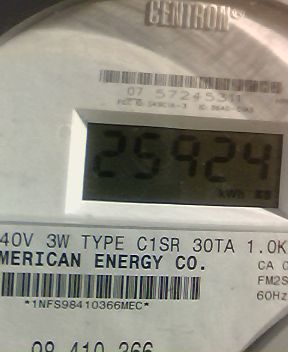 CENTRON®
07 57245311
25924
kWh
40V 3W TYPE C1SR 30TA 1.0K
MERICAN ENERGY CO.
CA
FM2S
60Hz
*1NFS98410366MEC*
98 410 366